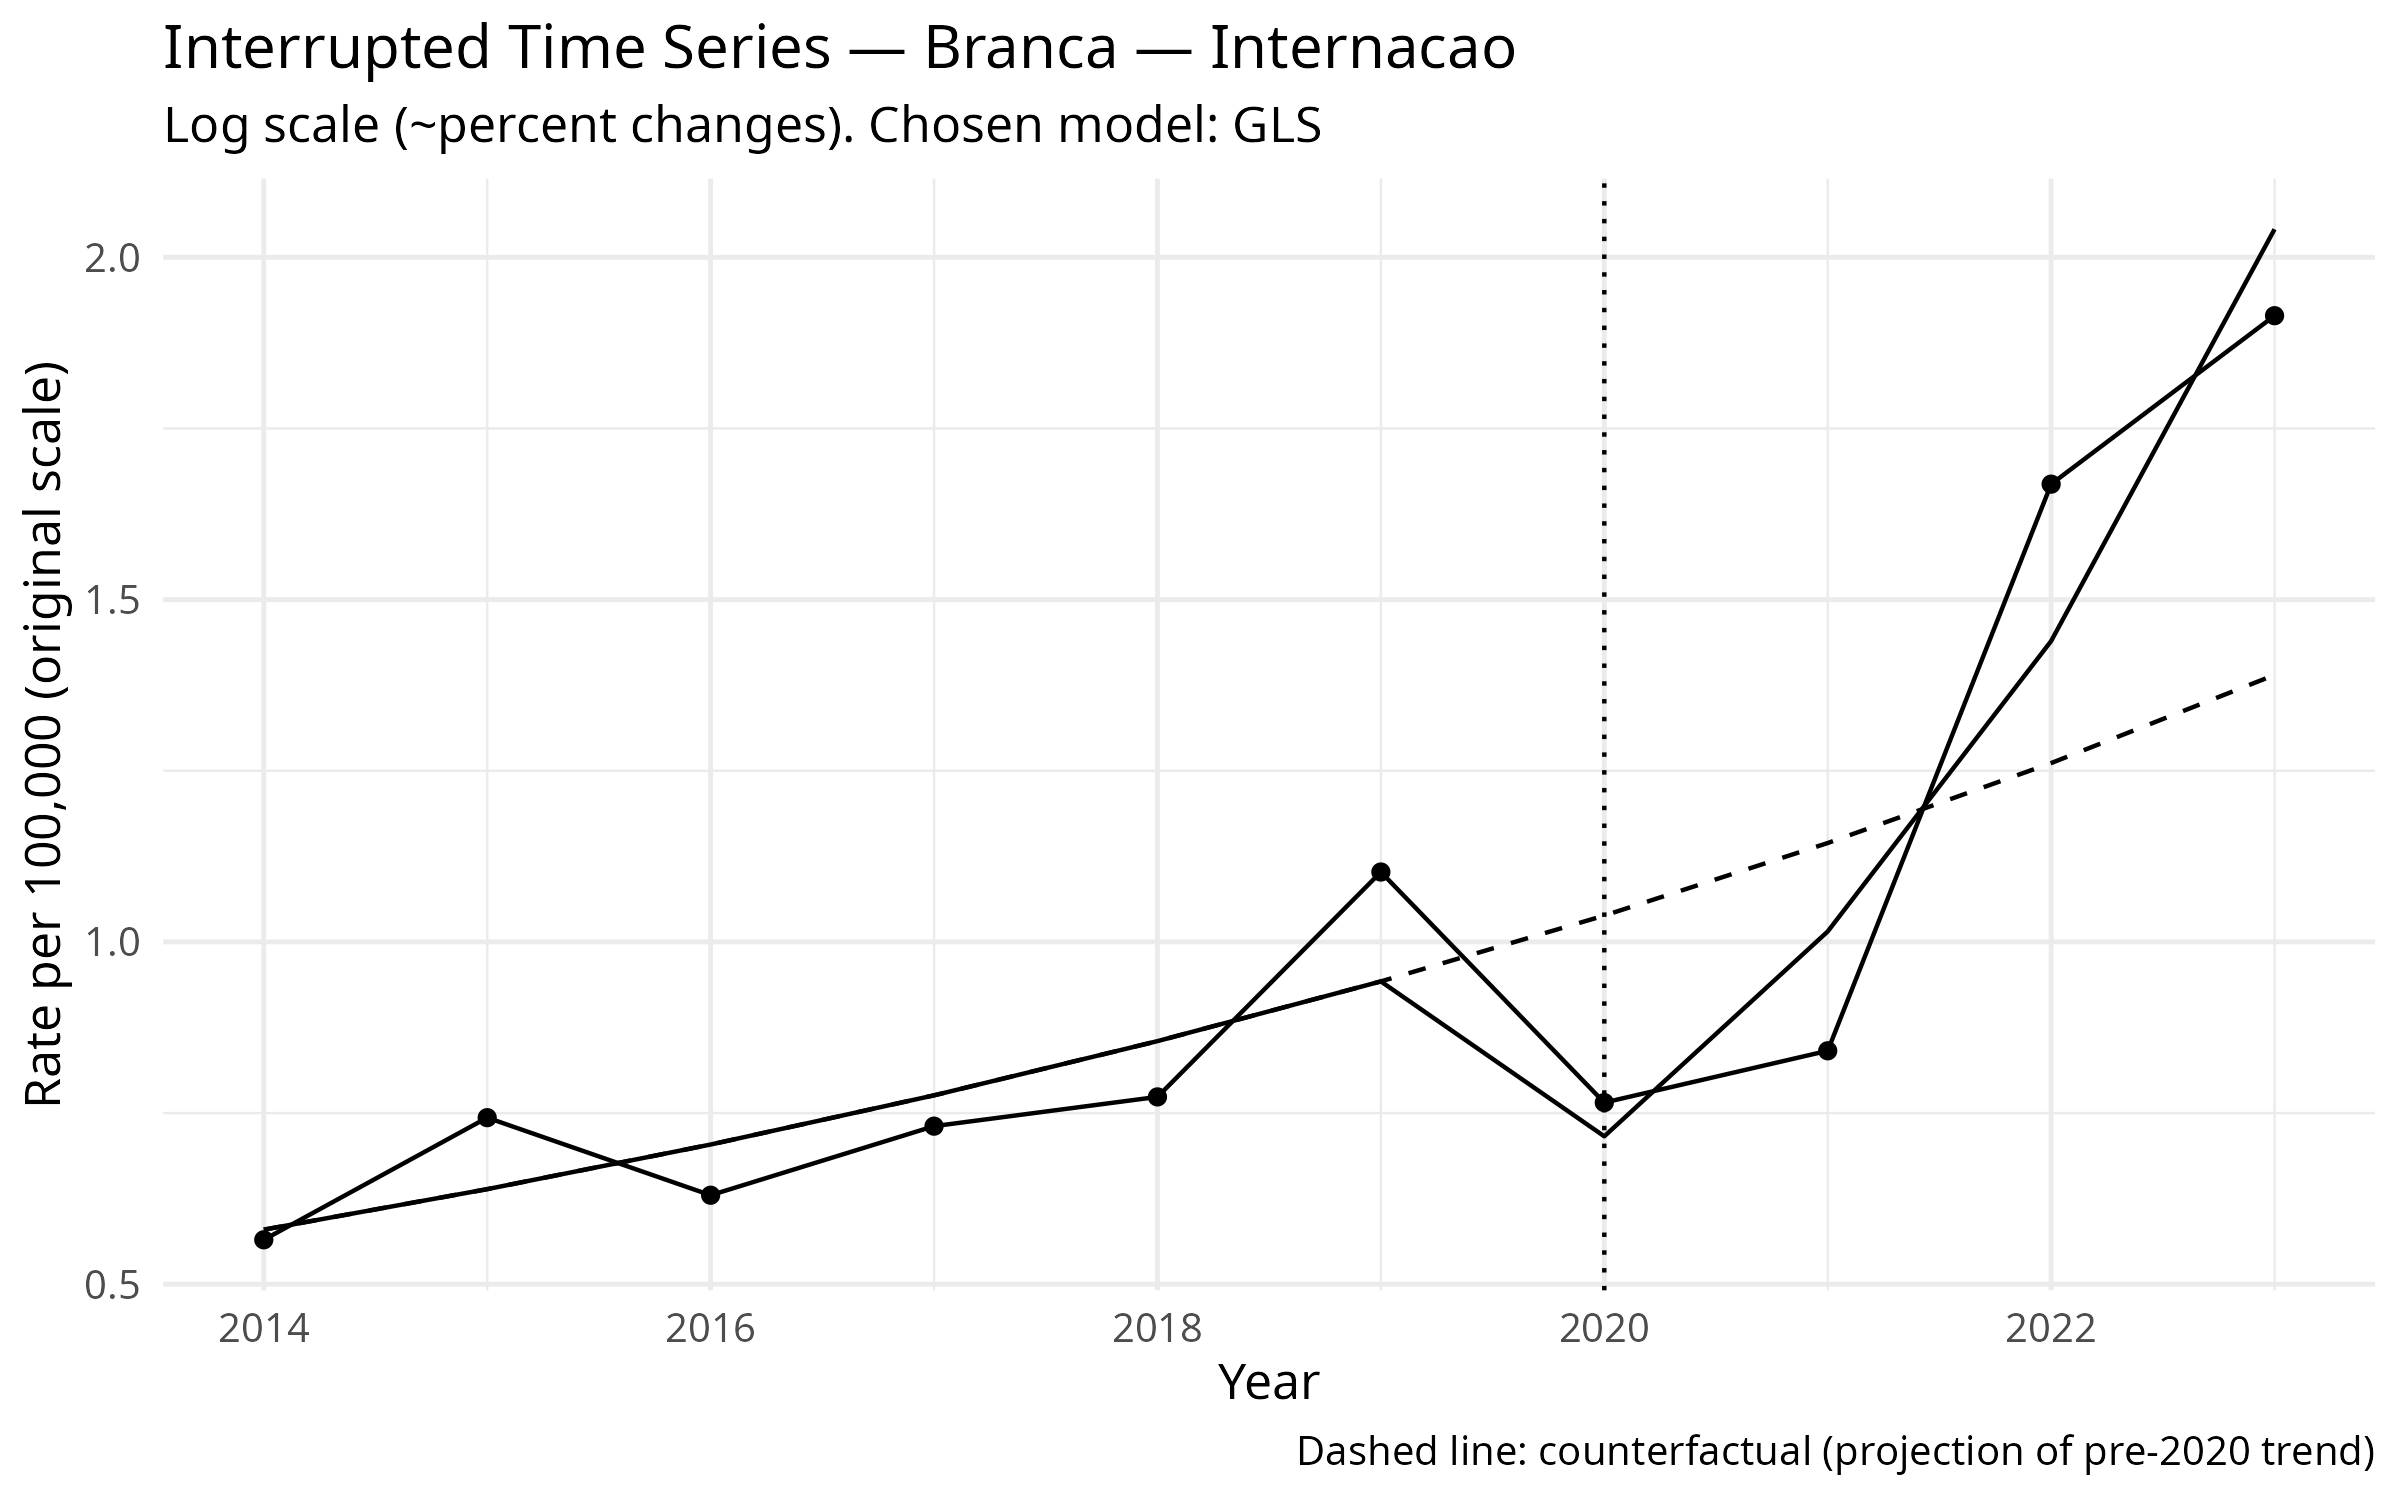 Interrupted Time Series — Branca — Internacao
Log scale (~percent changes). Chosen model: GLS
Rate per 100,000 (original scale)
2.0
1.5
1.0
0.5
2014 2016 2018 2020 2022
Year
Dashed line: counterfactual (projection of pre-2020 trend)